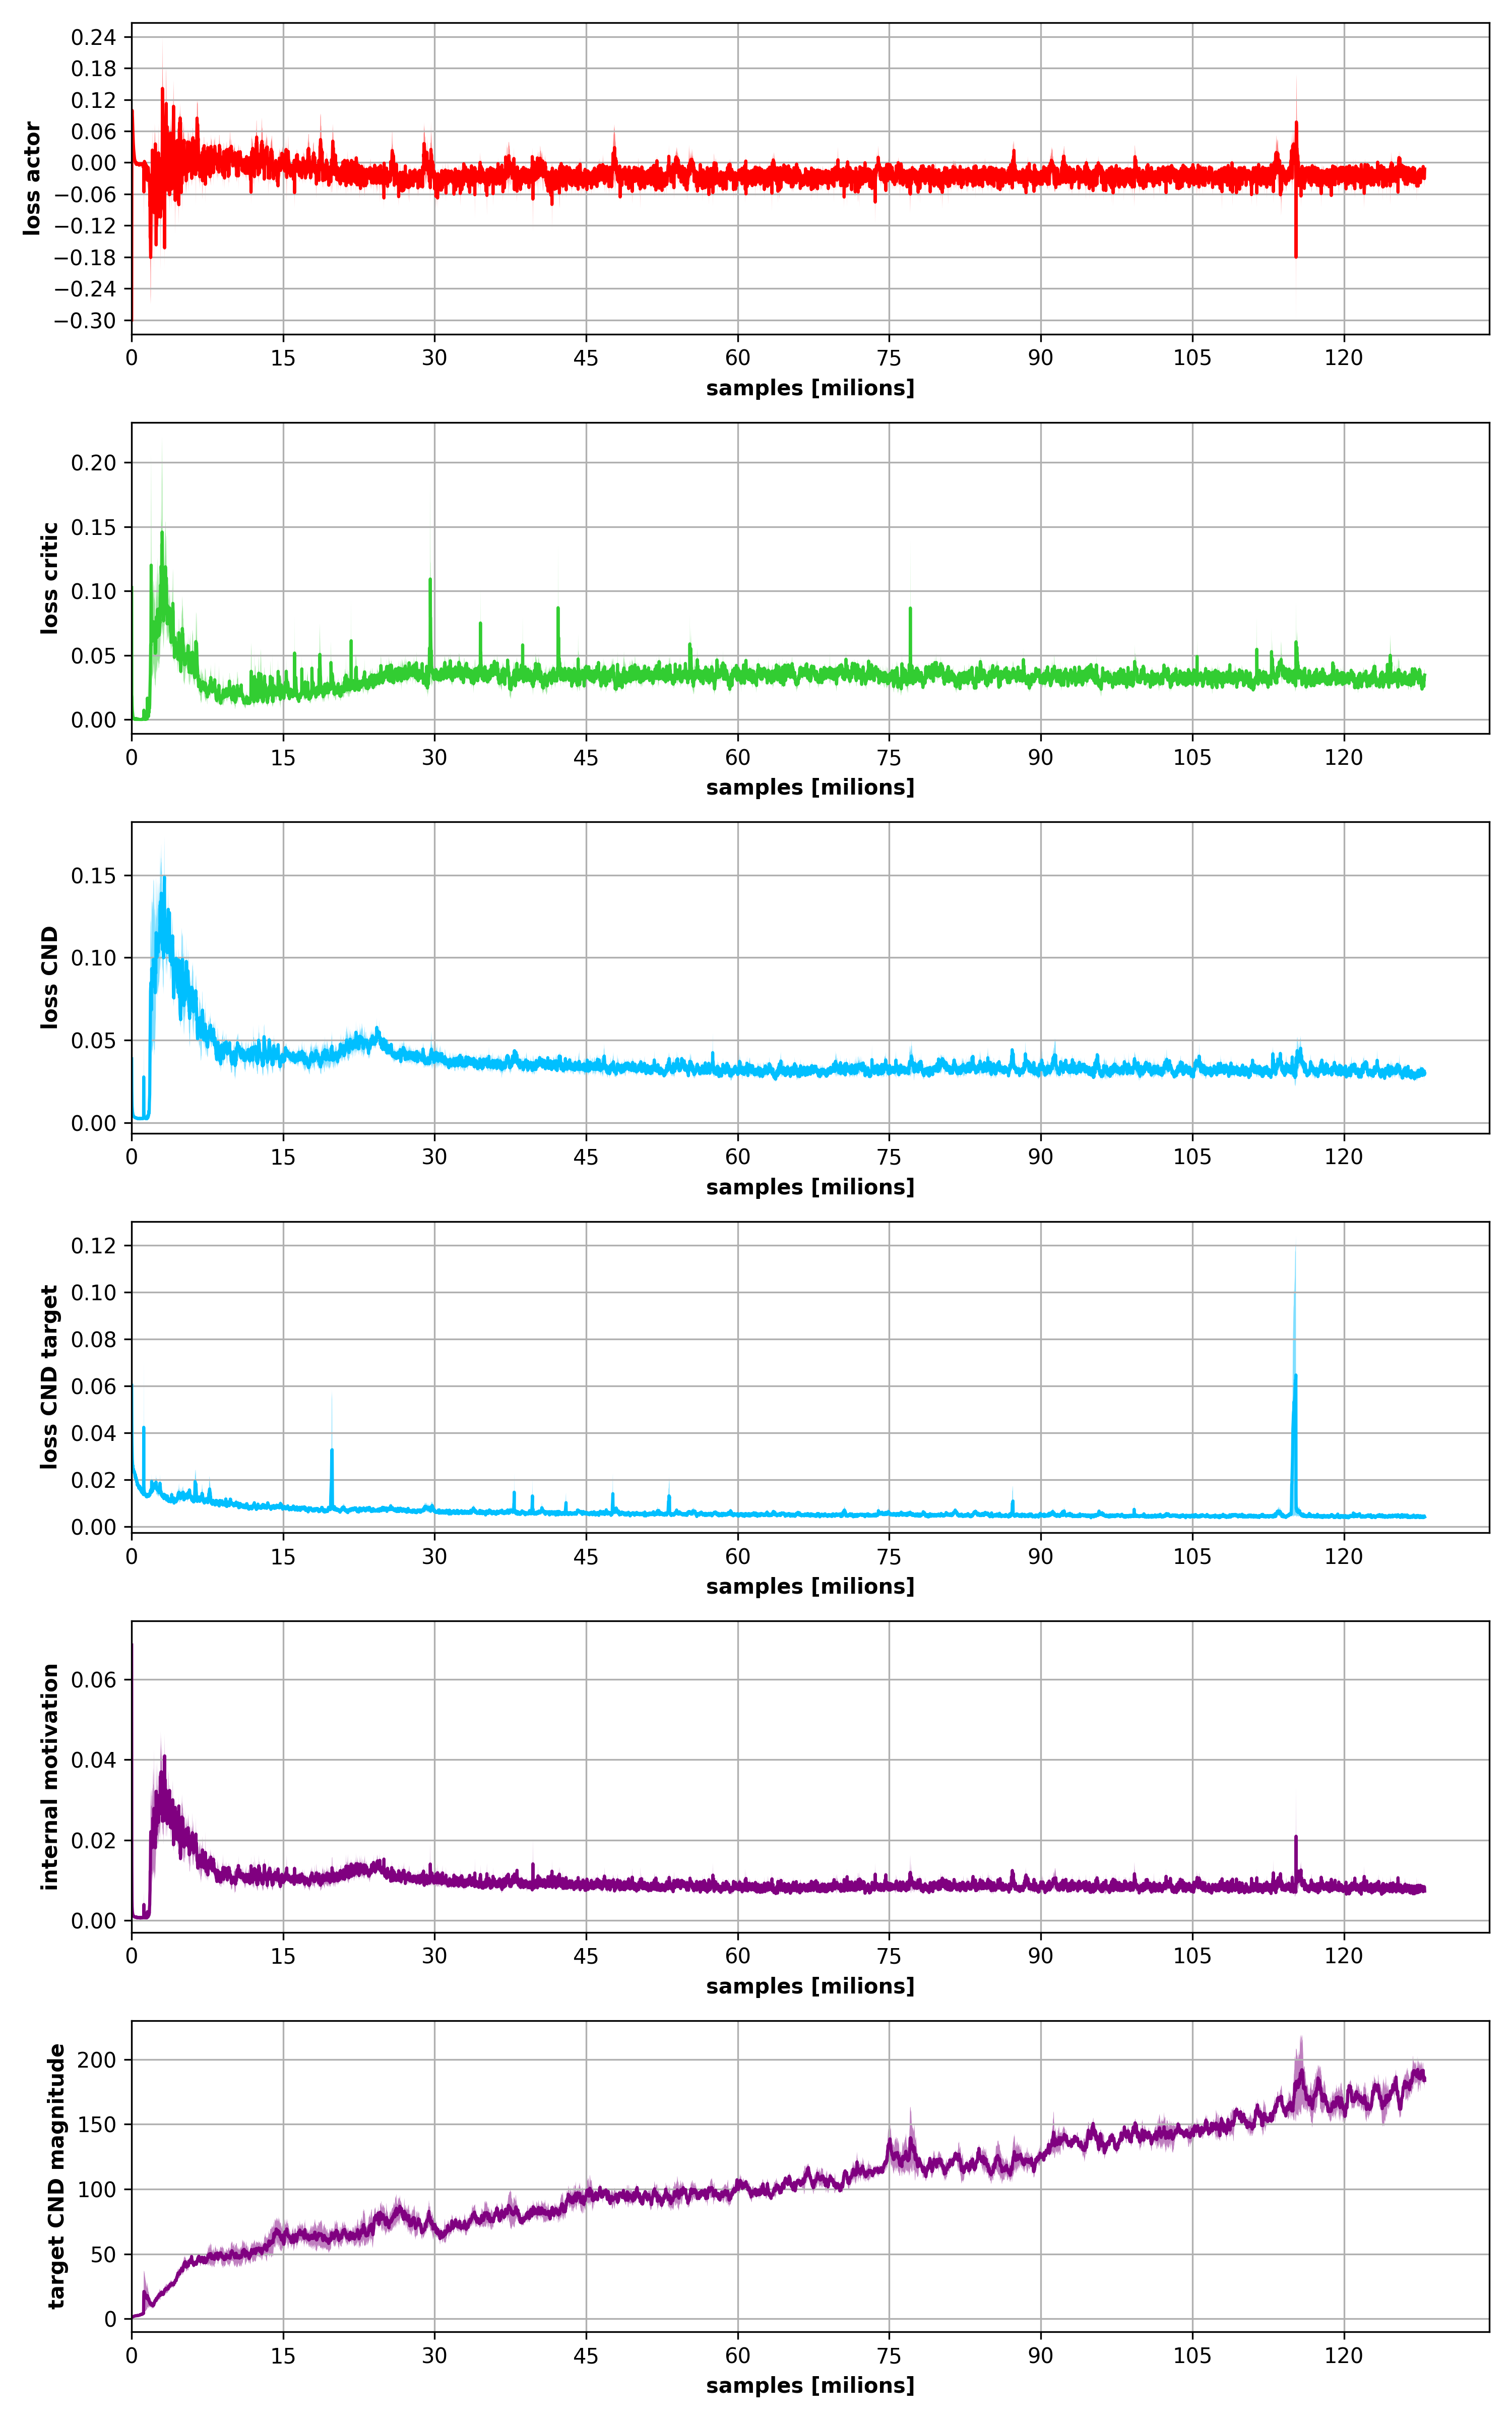 loss actor
0.24
0.18
0.12
0.06
0.00
−0.06
−0.12
−0.18
−0.24
−0.30
0 15 30 45 60 75 90 105 120
samples [milions]
loss critic
0.20
0.15
0.10
0.05
0.00
0 15 30 45 60 75 90 105 120
samples [milions]
loss CND
0.15
0.10
0.05
0.00
0 15 30 45 60 75 90 105 120
samples [milions]
loss CND target
0.12
0.10
0.08
0.06
0.04
0.02
0.00
0 15 30 45 60 75 90 105 120
samples [milions]
internal motivation
0.06
0.04
0.02
0.00
0 15 30 45 60 75 90 105 120
samples [milions]
target CND magnitude
200
150
100
50
0
0 15 30 45 60 75 90 105 120
samples [milions]